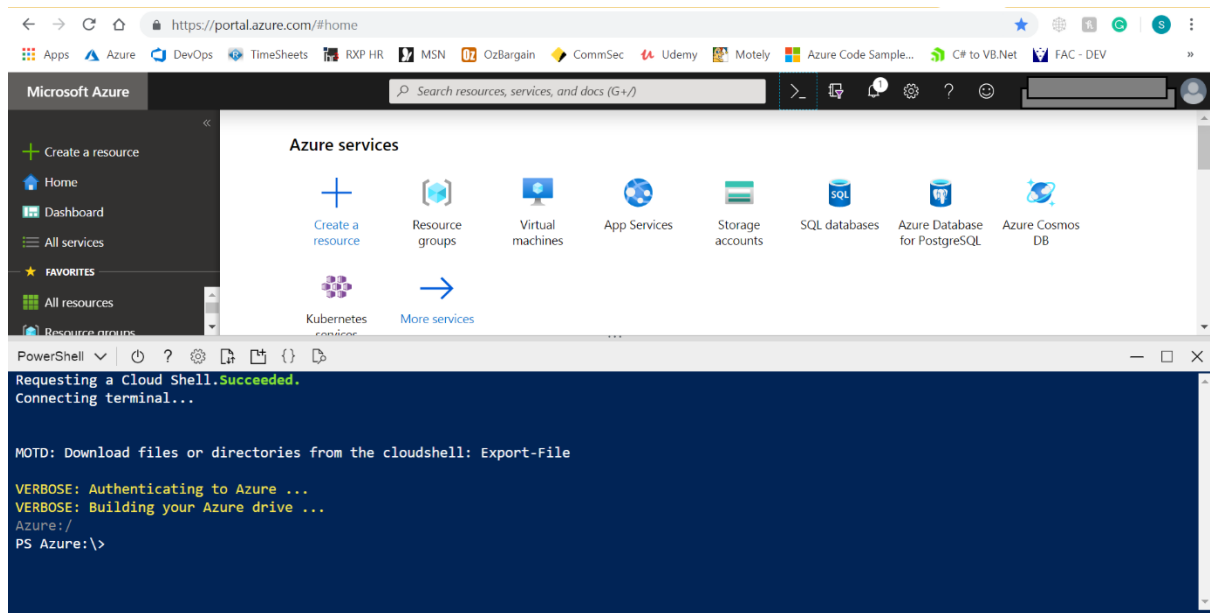 https://portal.azure.com/#home
S
Apps Azure DevOps TimeSheets RXP HR MSN OZ OzBargain CommSec Udemy Motely Azure Code Sample... C# to VB.Net FAC - DEV »
Microsoft Azure
Search resources, services, and docs (G+/)
1
Create a resource
Home
Dashboard
All services
FAVORITES
All resources
Resource groups
Azure services
Create a resource
Resource groups
Virtual machines
App Services
Storage accounts
SQL
SQL databases
Azure Database for PostgreSQL
Azure Cosmos DB
Kubernetes services
More services
PowerShell
Requesting a Cloud Shell.Succeeded.
Connecting terminal...
MOTD: Download files or directories from the cloudshell: Export-File
VERBOSE: Authenticating to Azure ...
VERBOSE: Building your Azure drive ...
Azure:/
PS Azure:\>